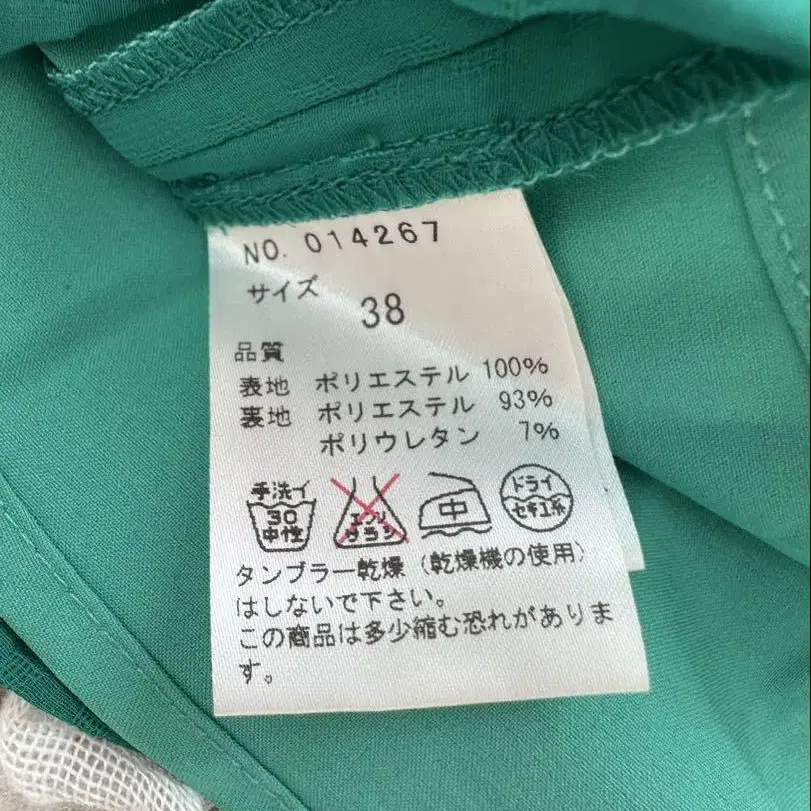 NO. 014267
サイズ 38
品質
表地 ポリエステル 100%
裏地 ポリエステル 93%
ポリウレタン 7%
手洗イ
30
中性
エンソ
サラシ
中
ドライ
セキユ系
タンブラー乾燥（乾燥機の使用）
はしないで下さい。
この商品は多少縮む恐れがありま
す。